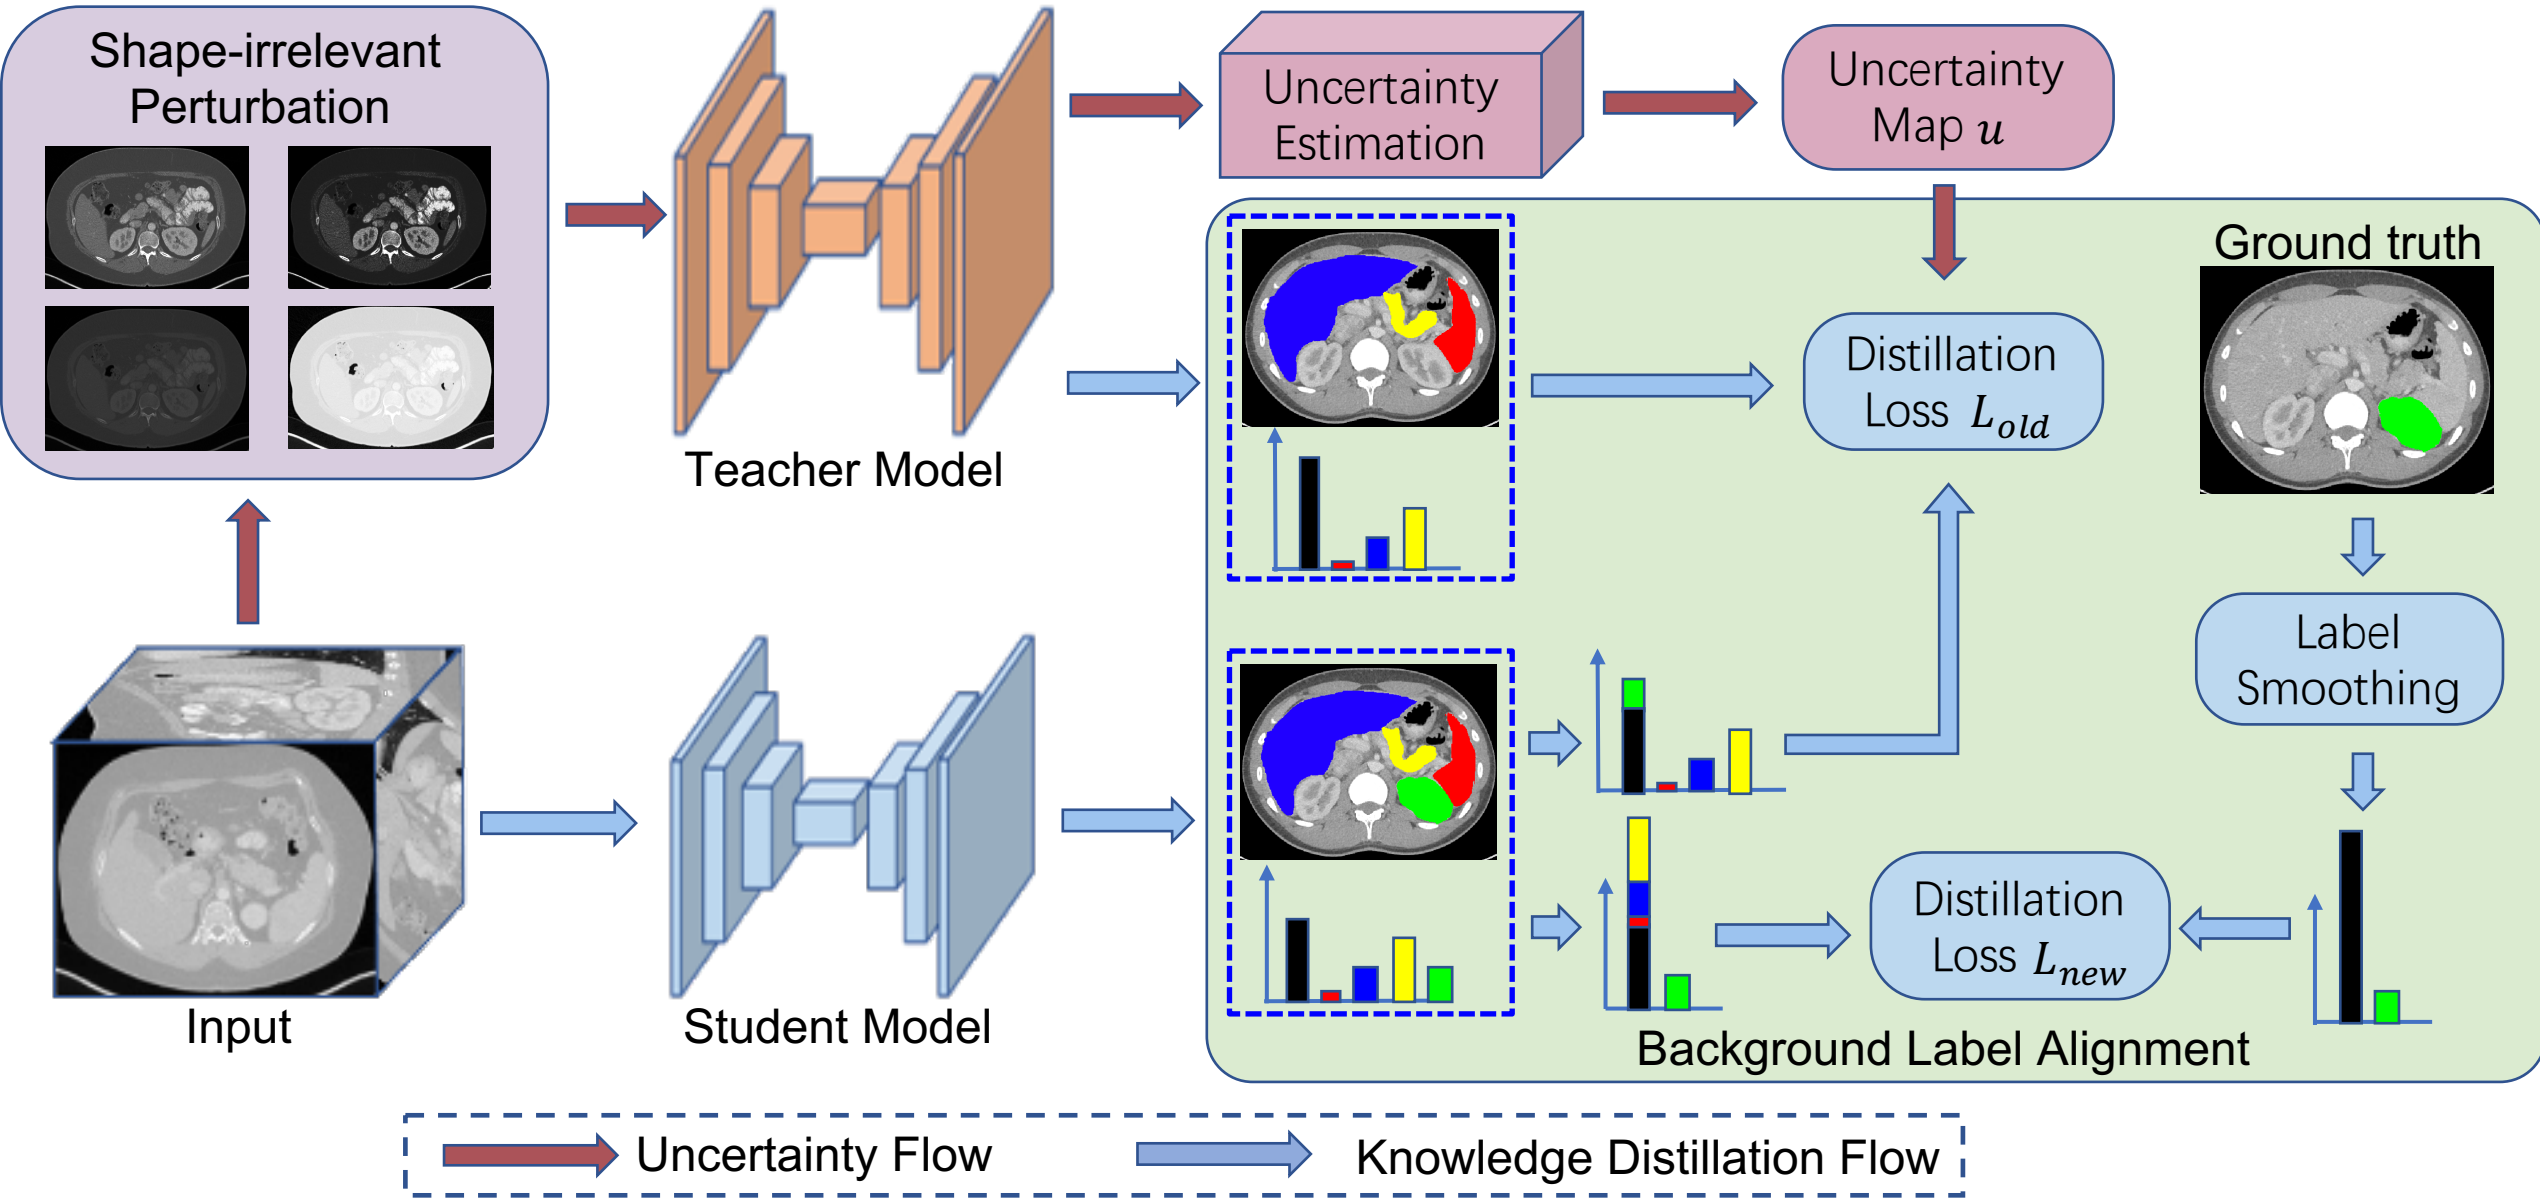 Shape-irrelevant
Perturbation
Uncertainty
Estimation
Uncertainty
Map u
Teacher Model
Ground truth
Distillation
Loss L_old
Label
Smoothing
Input
Student Model
Distillation
Loss L_new
Background Label Alignment
Uncertainty Flow
Knowledge Distillation Flow